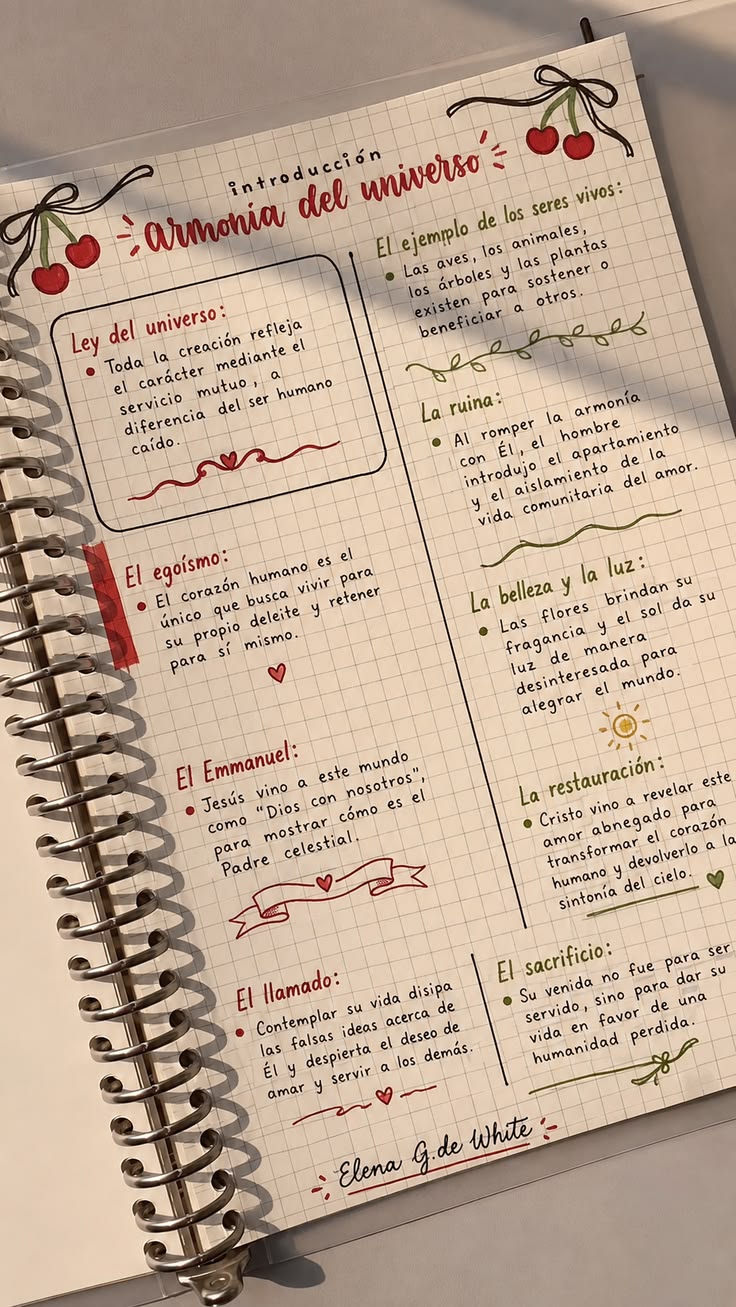 introducción
armonía del universo
Ley del universo:
• Toda la creación refleja
el carácter mediante el
servicio mutuo, a
diferencia del ser humano
caído.
El egoísmo:
• El corazón humano es el
único que busca vivir para
su propio deleite y retener
para sí mismo.
El Emmanuel:
• Jesús vino a este mundo
como "Dios con nosotros",
para mostrar cómo es el
Padre celestial.
El llamado:
• Contemplar su vida disipa
las falsas ideas acerca de
Él y despierta el deseo de
amar y servir a los demás.
El ejemplo de los seres vivos:
• Las aves, los animales,
los árboles y las plantas
existen para sostener o
beneficiar a otros.
La ruina:
• Al romper la armonía
con Él, el hombre
introdujo el apartamiento
y el aislamiento de la
vida comunitaria del amor.
La belleza y la luz:
• Las flores brindan su
fragancia y el sol da su
luz de manera
desinteresada para
alegrar el mundo.
La restauración:
• Cristo vino a revelar este
amor abnegado para
transformar el corazón
humano y devolverlo a la
sintonía del cielo.
El sacrificio:
• Su venida no fue para ser
servido, sino para dar su
vida en favor de una
humanidad perdida.
Elena G. de White